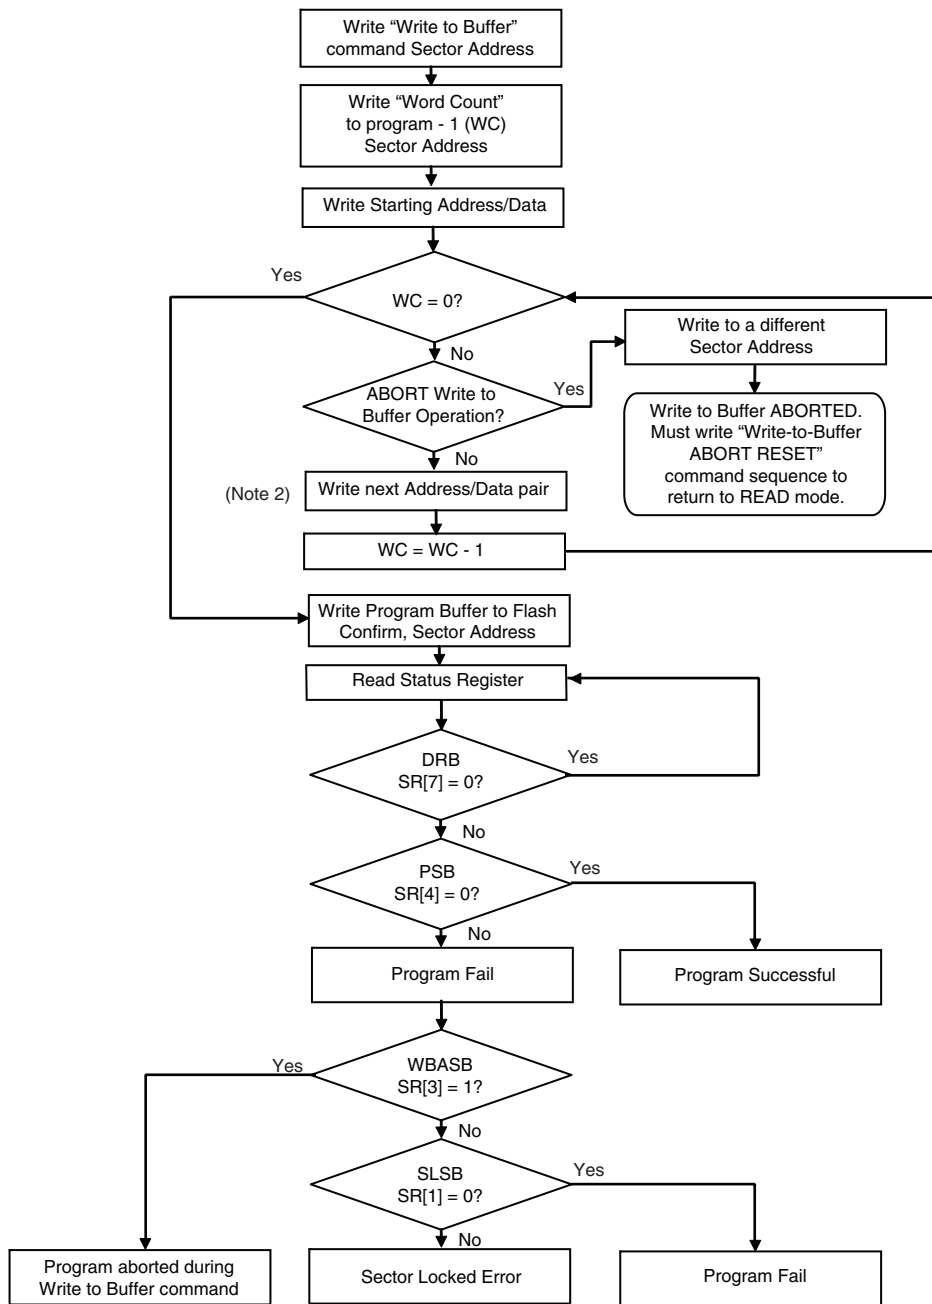 Write “Write to Buffer”
command Sector Address
Write “Word Count”
to program - 1 (WC)
Sector Address
Write Starting Address/Data
Yes
WC = 0?
Write to a different
Sector Address
No
Yes
ABORT Write to
Buffer Operation?
Write to Buffer ABORTED.
Must write “Write-to-Buffer
ABORT RESET”
command sequence to
return to READ mode.
No
(Note 2)
Write next Address/Data pair
WC = WC - 1
Write Program Buffer to Flash
Confirm, Sector Address
Read Status Register
DRB
SR[7] = 0?
Yes
No
PSB
SR[4] = 0?
Yes
No
Program Fail
Program Successful
Yes
WBASB
SR[3] = 1?
No
SLSB
SR[1] = 0?
Yes
No
Program aborted during
Write to Buffer command
Sector Locked Error
Program Fail